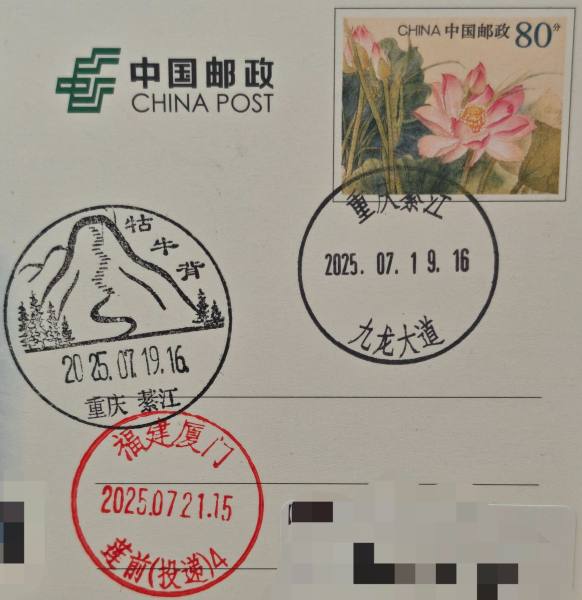 CHINA 中国邮政 80分
中国邮政
CHINA POST
重庆綦江
2025.07.19.16
九龙大道
牯牛背
2025.07.19.16.
重庆 綦江
福建厦门
2025.0721.15
莲前(投递)4